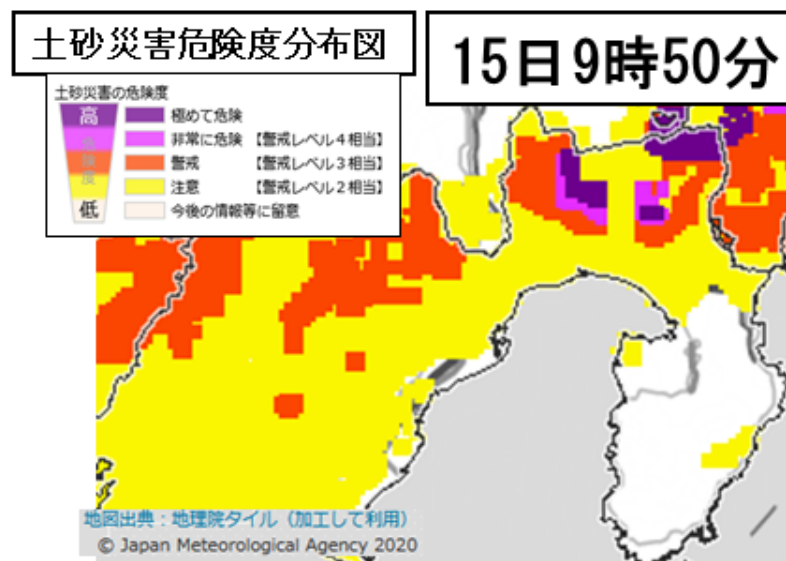 土砂災害危険度分布図
15日9時50分
土砂災害の危険度
高
危険度
低
極めて危険
非常に危険 【警戒レベル4相当】
警戒 【警戒レベル3相当】
注意 【警戒レベル2相当】
今後の情報等に留意
地図出典：地理院タイル（加工して利用）
© Japan Meteorological Agency 2020